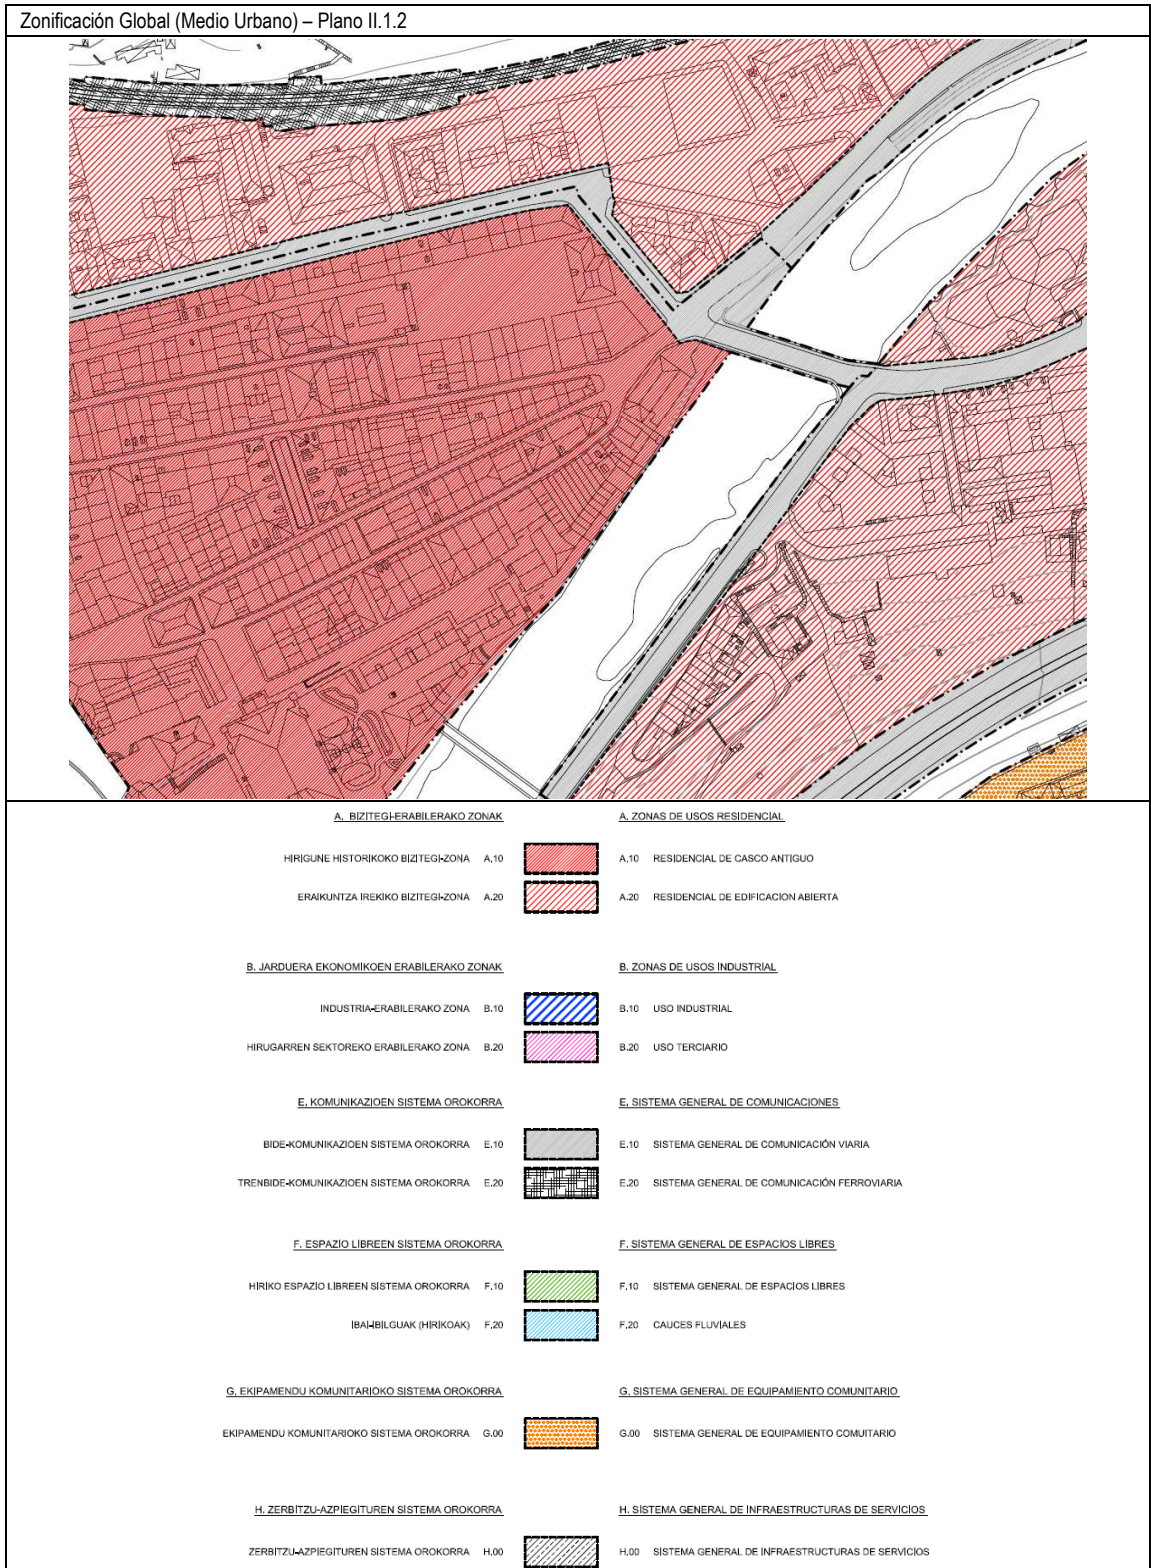 Zonificación Global (Medio Urbano) – Plano II.1.2
A. BIZITEGI-ERABILERAKO ZONAK A. ZONAS DE USOS RESIDENCIAL
HIRIGUNE HISTORIKOKO BIZITEGI-ZONA A.10 A.10 RESIDENCIAL DE CASCO ANTIGUO
ERAIKUNTZA IREKIKO BIZITEGI-ZONA A.20 A.20 RESIDENCIAL DE EDIFICACION ABIERTA
B. JARDUERA EKONOMIKOEN ERABILERAKO ZONAK B. ZONAS DE USOS INDUSTRIAL
INDUSTRIA-ERABILERAKO ZONA B.10 B.10 USO INDUSTRIAL
HIRUGARREN SEKTOREKO ERABILERAKO ZONA B.20 B.20 USO TERCIARIO
E. KOMUNIKAZIOEN SISTEMA OROKORRA E. SISTEMA GENERAL DE COMUNICACIONES
BIDE-KOMUNIKAZIOEN SISTEMA OROKORRA E.10 E.10 SISTEMA GENERAL DE COMUNICACIÓN VIARIA
TRENBIDE-KOMUNIKAZIOEN SISTEMA OROKORRA E.20 E.20 SISTEMA GENERAL DE COMUNICACIÓN FERROVIARIA
F. ESPAZIO LIBREEN SISTEMA OROKORRA F. SISTEMA GENERAL DE ESPACIOS LIBRES
HIRIKO ESPAZIO LIBREEN SISTEMA OROKORRA F.10 F.10 SISTEMA GENERAL DE ESPACIOS LIBRES
IBAI-IBILGUAK (HIRIKOAK) F.20 F.20 CAUCES FLUVIALES
G. EKIPAMENDU KOMUNITARIOKO SISTEMA OROKORRA G. SISTEMA GENERAL DE EQUIPAMIENTO COMUNITARIO
EKIPAMENDU KOMUNITARIOKO SISTEMA OROKORRA G.00 G.00 SISTEMA GENERAL DE EQUIPAMIENTO COMUITARIO
H. ZERBITZU-AZPIEGITUREN SISTEMA OROKORRA H. SISTEMA GENERAL DE INFRAESTRUCTURAS DE SERVICIOS
ZERBITZU-AZPIEGITUREN SISTEMA OROKORRA H.00 H.00 SISTEMA GENERAL DE INFRAESTRUCTURAS DE SERVICIOS